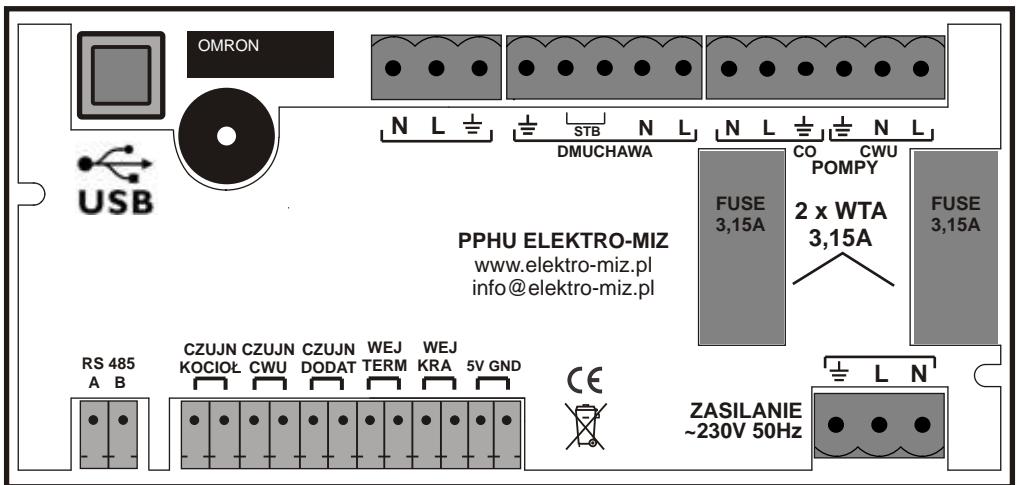 OMRON
N L ⏚ ⏚ STB N L N L ⏚ ⏚ N L
DMUCHAWA
CO CWU
POMPY
USB
FUSE
3,15A
2 x WTA
3,15A
FUSE
3,15A
PPHU ELEKTRO-MIZ
www.elektro-miz.pl
info@elektro-miz.pl
RS 485
A B
CZUJN
KOCIOŁ
CZUJN
CWU
CZUJN
DODAT
WEJ
TERM
WEJ
KRA
5V GND
CE
⏚ L N
ZASILANIE
~230V 50Hz